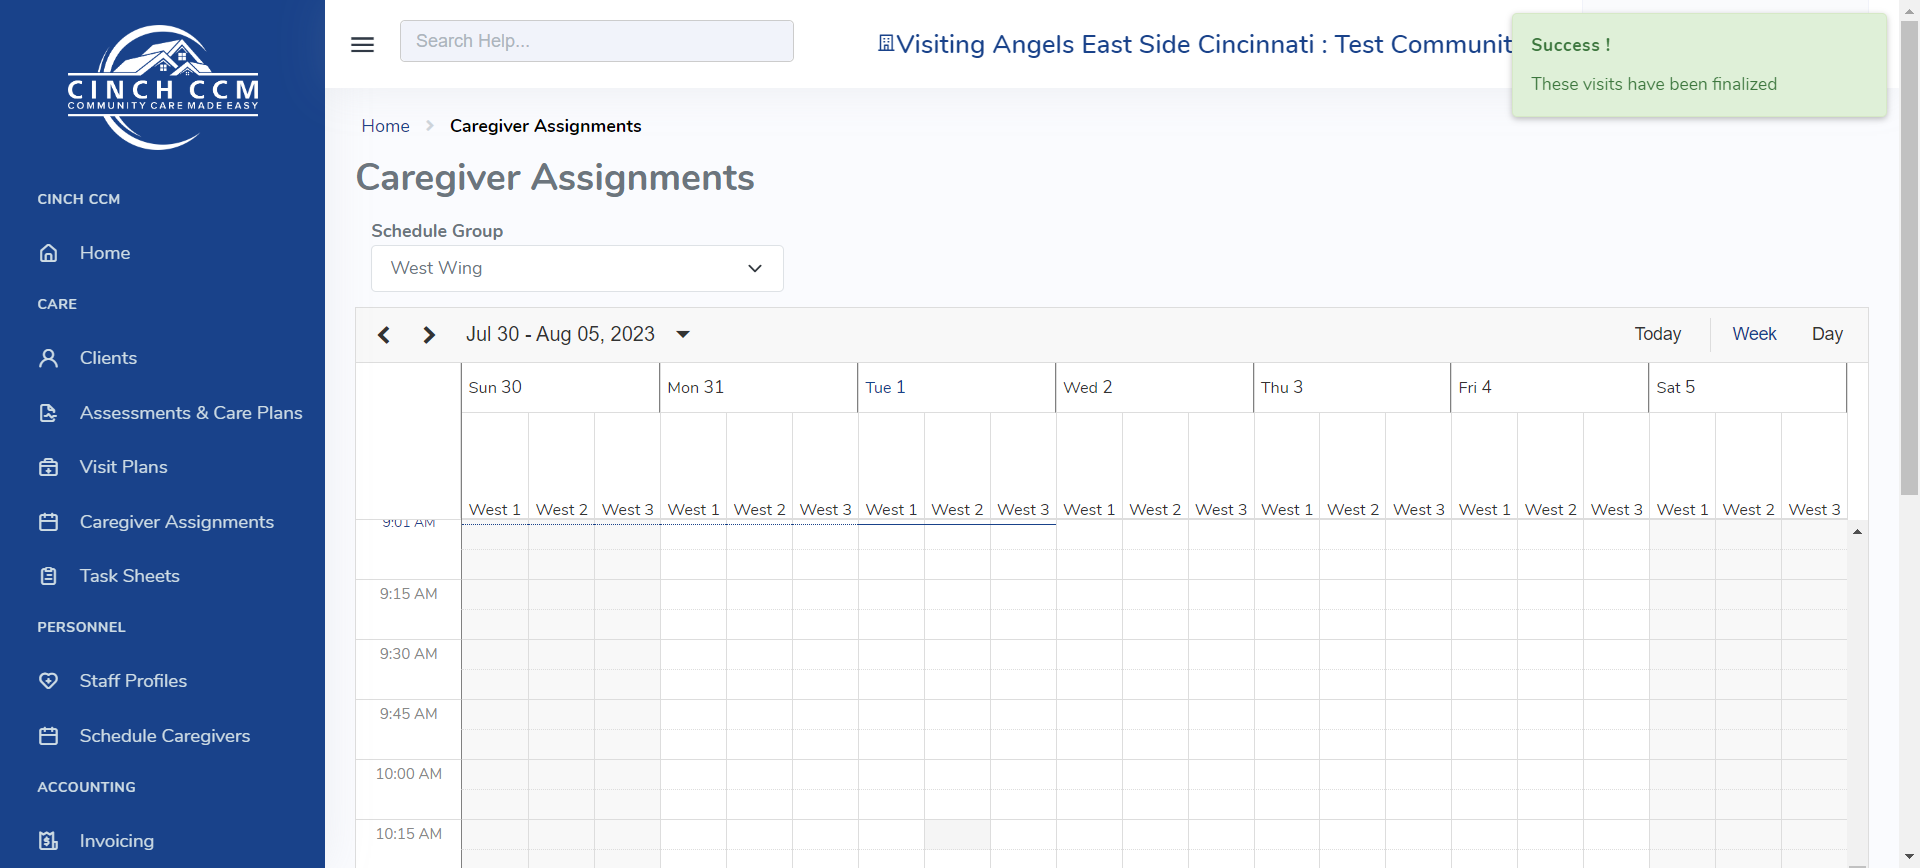 CINCH CCM
COMMUNITY CARE MADE EASY
CINCH CCM
Home
CARE
Clients
Assessments & Care Plans
Visit Plans
Caregiver Assignments
Task Sheets
PERSONNEL
Staff Profiles
Schedule Caregivers
ACCOUNTING
Invoicing
Search Help...
Visiting Angels East Side Cincinnati : Test Communit
Success !
These visits have been finalized
Home > Caregiver Assignments
Caregiver Assignments
Schedule Group
West Wing
Jul 30 - Aug 05, 2023
Today Week Day
Sun 30 Mon 31 Tue 1 Wed 2 Thu 3 Fri 4 Sat 5
West 1 West 2 West 3 West 1 West 2 West 3 West 1 West 2 West 3 West 1 West 2 West 3 West 1 West 2 West 3 West 1 West 2 West 3 West 1 West 2 West 3
9:01 AM
9:15 AM
9:30 AM
9:45 AM
10:00 AM
10:15 AM